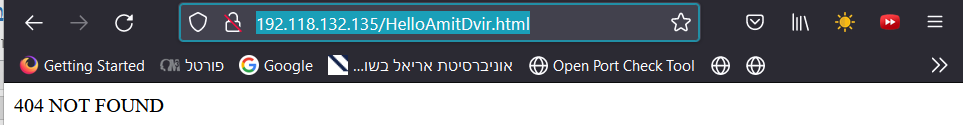 192.118.132.135/HelloAmitDvir.html
Getting Started פורטל Google אוניברסיטת אריאל בשו... Open Port Check Tool
404 NOT FOUND